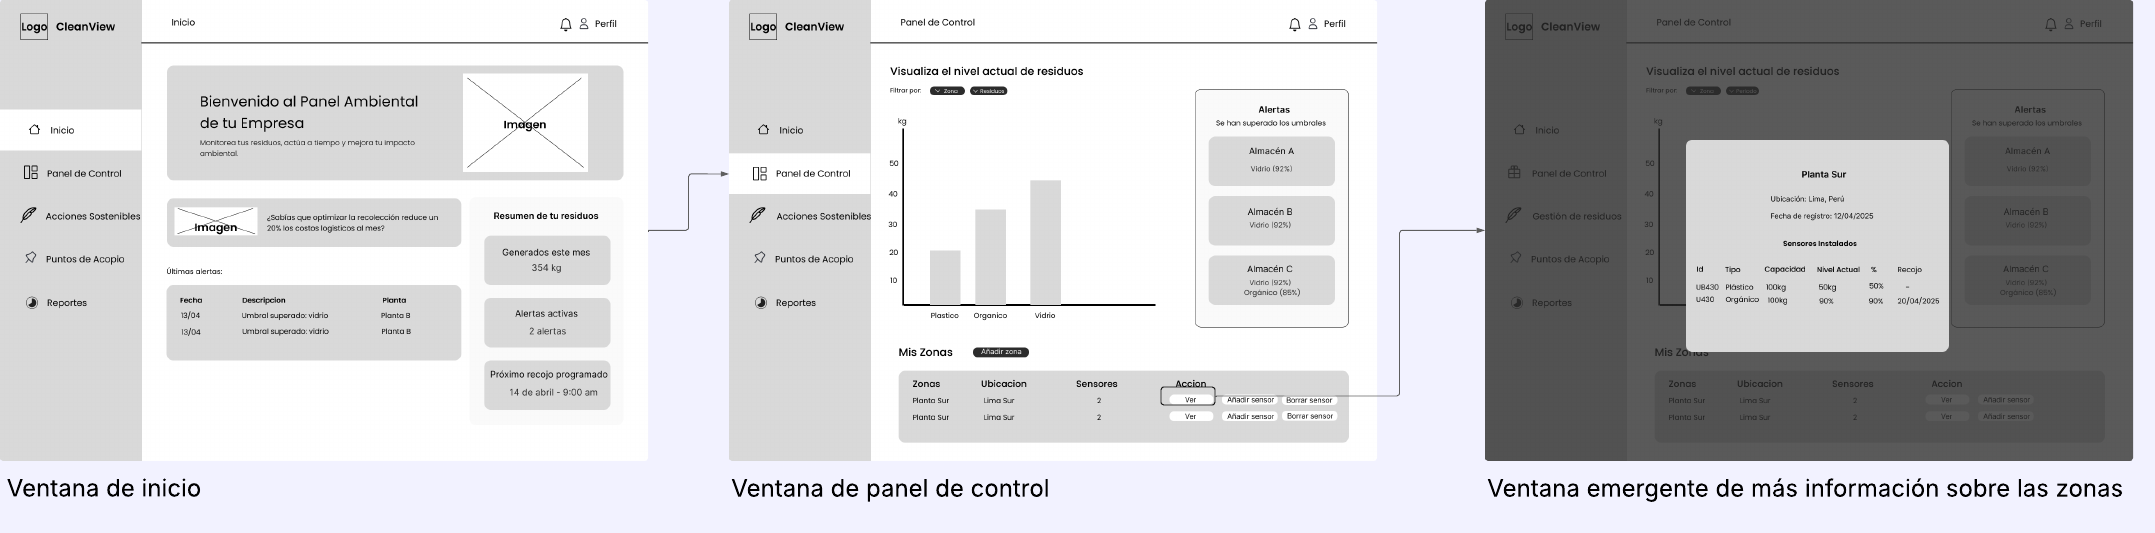 Logo CleanView
Inicio
Perfil
Inicio
Panel de Control
Acciones Sostenibles
Puntos de Acopio
Reportes
Bienvenido al Panel Ambiental
de tu Empresa
Monitorea tus residuos, actúa a tiempo y mejora tu impacto
ambiental.
Imagen
Imagen
¿Sabías que optimizar la recolección reduce un
20% los costos logísticos al mes?
Últimas alertas:
Fecha Descripcion Planta
13/04 Umbral superado: vidrio Planta B
13/04 Umbral superado: vidrio Planta B
Resumen de tu residuos
Generados este mes
354 kg
Alertas activas
2 alertas
Próximo recojo programado
14 de abril - 9:00 am
Ventana de inicio
Logo CleanView
Panel de Control
Perfil
Inicio
Panel de Control
Acciones Sostenibles
Puntos de Acopio
Reportes
Visualiza el nivel actual de residuos
Filtrar por: Zona Residuos
kg
50
40
30
20
10
Plastico Organico Vidrio
Alertas
Se han superado los umbrales
Almacén A
Vidrio (92%)
Almacén B
Vidrio (92%)
Almacén C
Vidrio (92%)
Orgánico (85%)
Mis Zonas Añadir zona
Zonas Ubicacion Sensores Accion
Planta Sur Lima Sur 2 Ver Añadir sensor Borrar sensor
Planta Sur Lima Sur 2 Ver Añadir sensor Borrar sensor
Ventana de panel de control
Logo CleanView
Panel de Control
Perfil
Inicio
Panel de Control
Gestión de residuos
Puntos de Acopio
Reportes
Visualiza el nivel actual de residuos
Filtrar por: Zona Periodo
kg
50
40
30
20
10
Alertas
Se han superado los umbrales
Almacén A
Vidrio (92%)
Almacén B
Vidrio (92%)
Almacén C
Vidrio (92%)
Orgánico (85%)
Planta Sur
Ubicación: Lima, Perú
Fecha de registro: 12/04/2025
Sensores Instalados
Id Tipo Capacidad Nivel Actual % Recojo
UB430 Plástico 100kg 50kg 50% -
U430 Orgánico 100kg 90% 90% 20/04/2025
Mis Zonas
Zonas Ubicacion Sensores Accion
Planta Sur Lima Sur 2 Ver Añadir sensor
Planta Sur Lima Sur 2 Ver Añadir sensor
Ventana emergente de más información sobre las zonas